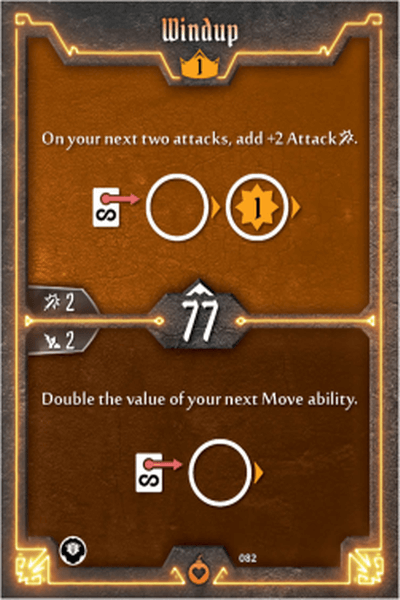 Windup
1
On your next two attacks, add +2 Attack.
1
2
77
2
Double the value of your next Move ability.
082